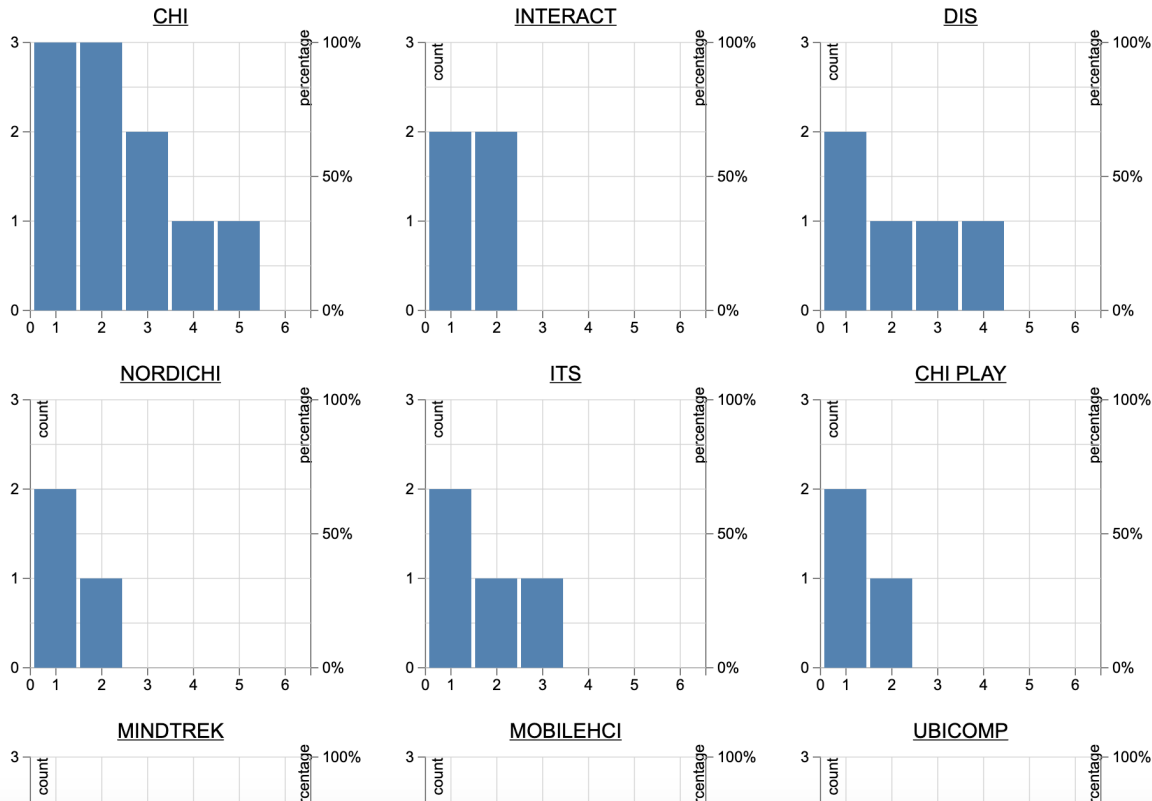 CHI INTERACT DIS
3 percentage 100% 3 count percentage 100% 3 count percentage 100%
2 2 2
50% 50% 50%
1 1 1
0 0% 0 0% 0 0%
0 1 2 3 4 5 6 0 1 2 3 4 5 6 0 1 2 3 4 5 6
NORDICHI ITS CHI PLAY
3 count percentage 100% 3 count percentage 100% 3 count percentage 100%
2 2 2
50% 50% 50%
1 1 1
0 0% 0 0% 0 0%
0 1 2 3 4 5 6 0 1 2 3 4 5 6 0 1 2 3 4 5 6
MINDTREK MOBILEHCI UBICOMP
3 count rcentage 100% 3 count rcentage 100% 3 count rcentage 100%